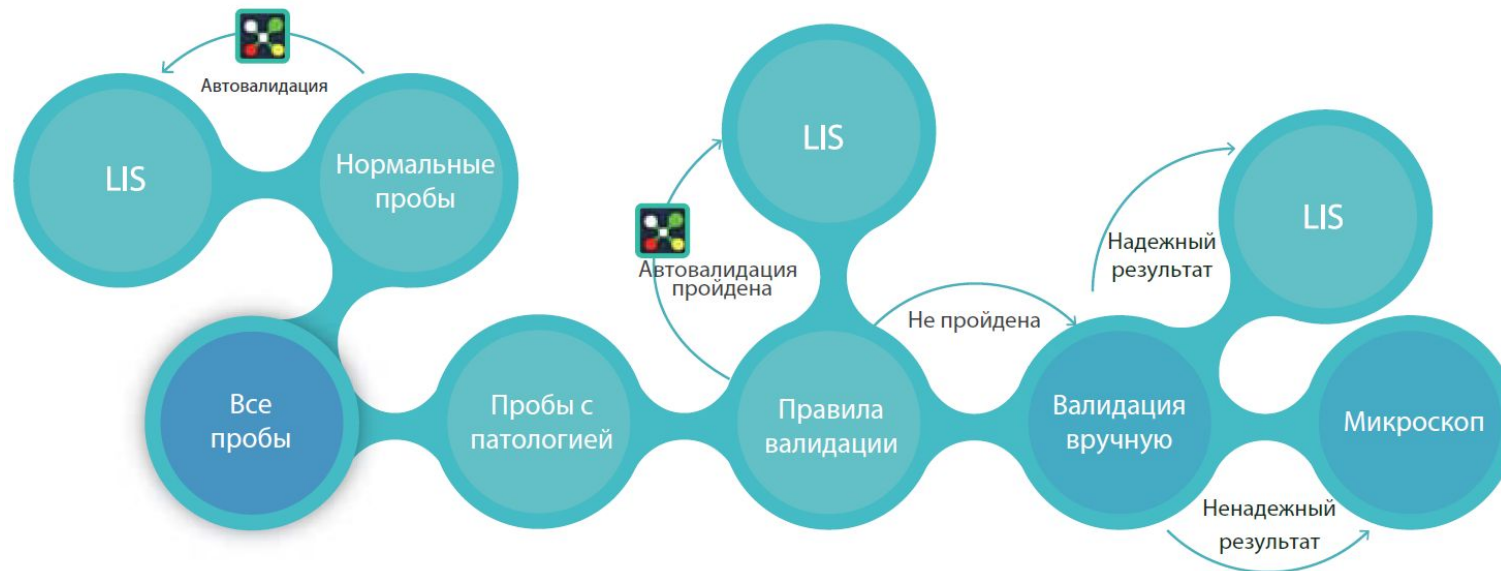 Автовалидация
LIS
Нормальные
пробы
LIS
Автовалидация
пройдена
LIS
Надежный
результат
Не пройдена
Все
пробы
Пробы с
патологией
Правила
валидации
Валидация
вручную
Микроскоп
Ненадежный
результат